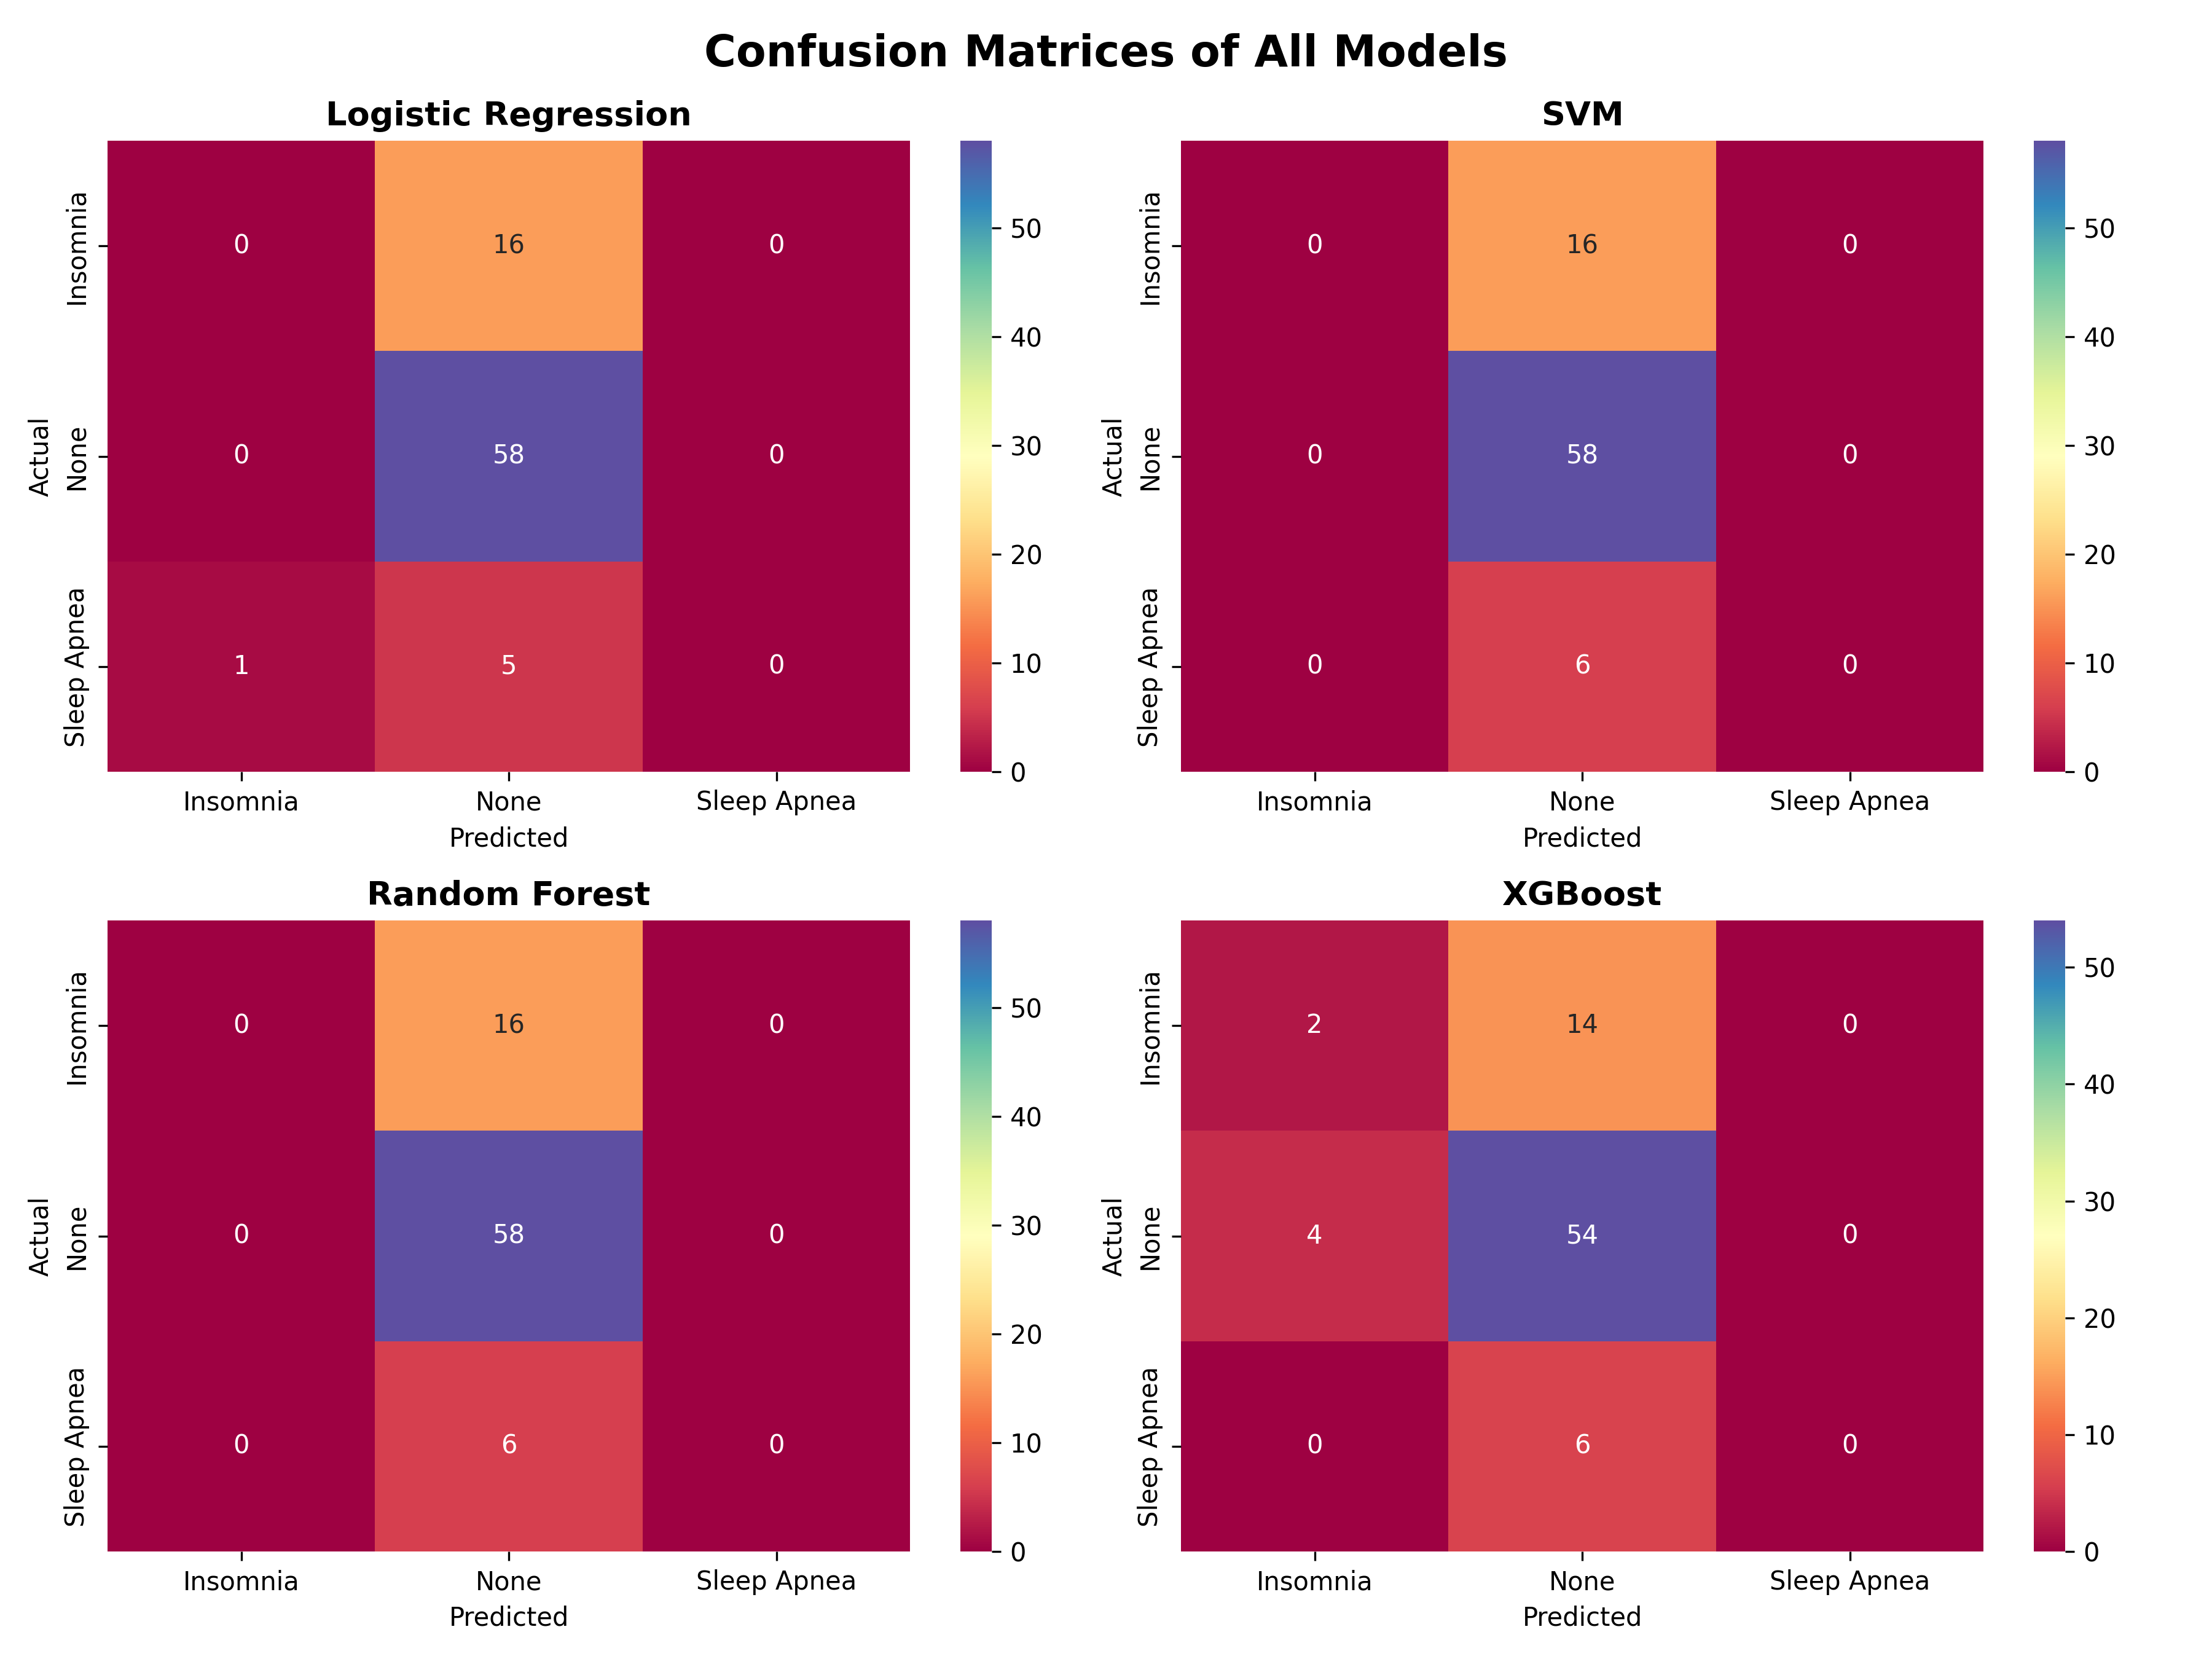 Confusion Matrices of All Models
Logistic Regression
Actual
Insomnia
None
Sleep Apnea
0 16 0
0 58 0
1 5 0
Insomnia None Sleep Apnea
Predicted
50
40
30
20
10
0
SVM
Actual
Insomnia
None
Sleep Apnea
0 16 0
0 58 0
0 6 0
Insomnia None Sleep Apnea
Predicted
50
40
30
20
10
0
Random Forest
Actual
Insomnia
None
Sleep Apnea
0 16 0
0 58 0
0 6 0
Insomnia None Sleep Apnea
Predicted
50
40
30
20
10
0
XGBoost
Actual
Insomnia
None
Sleep Apnea
2 14 0
4 54 0
0 6 0
Insomnia None Sleep Apnea
Predicted
50
40
30
20
10
0